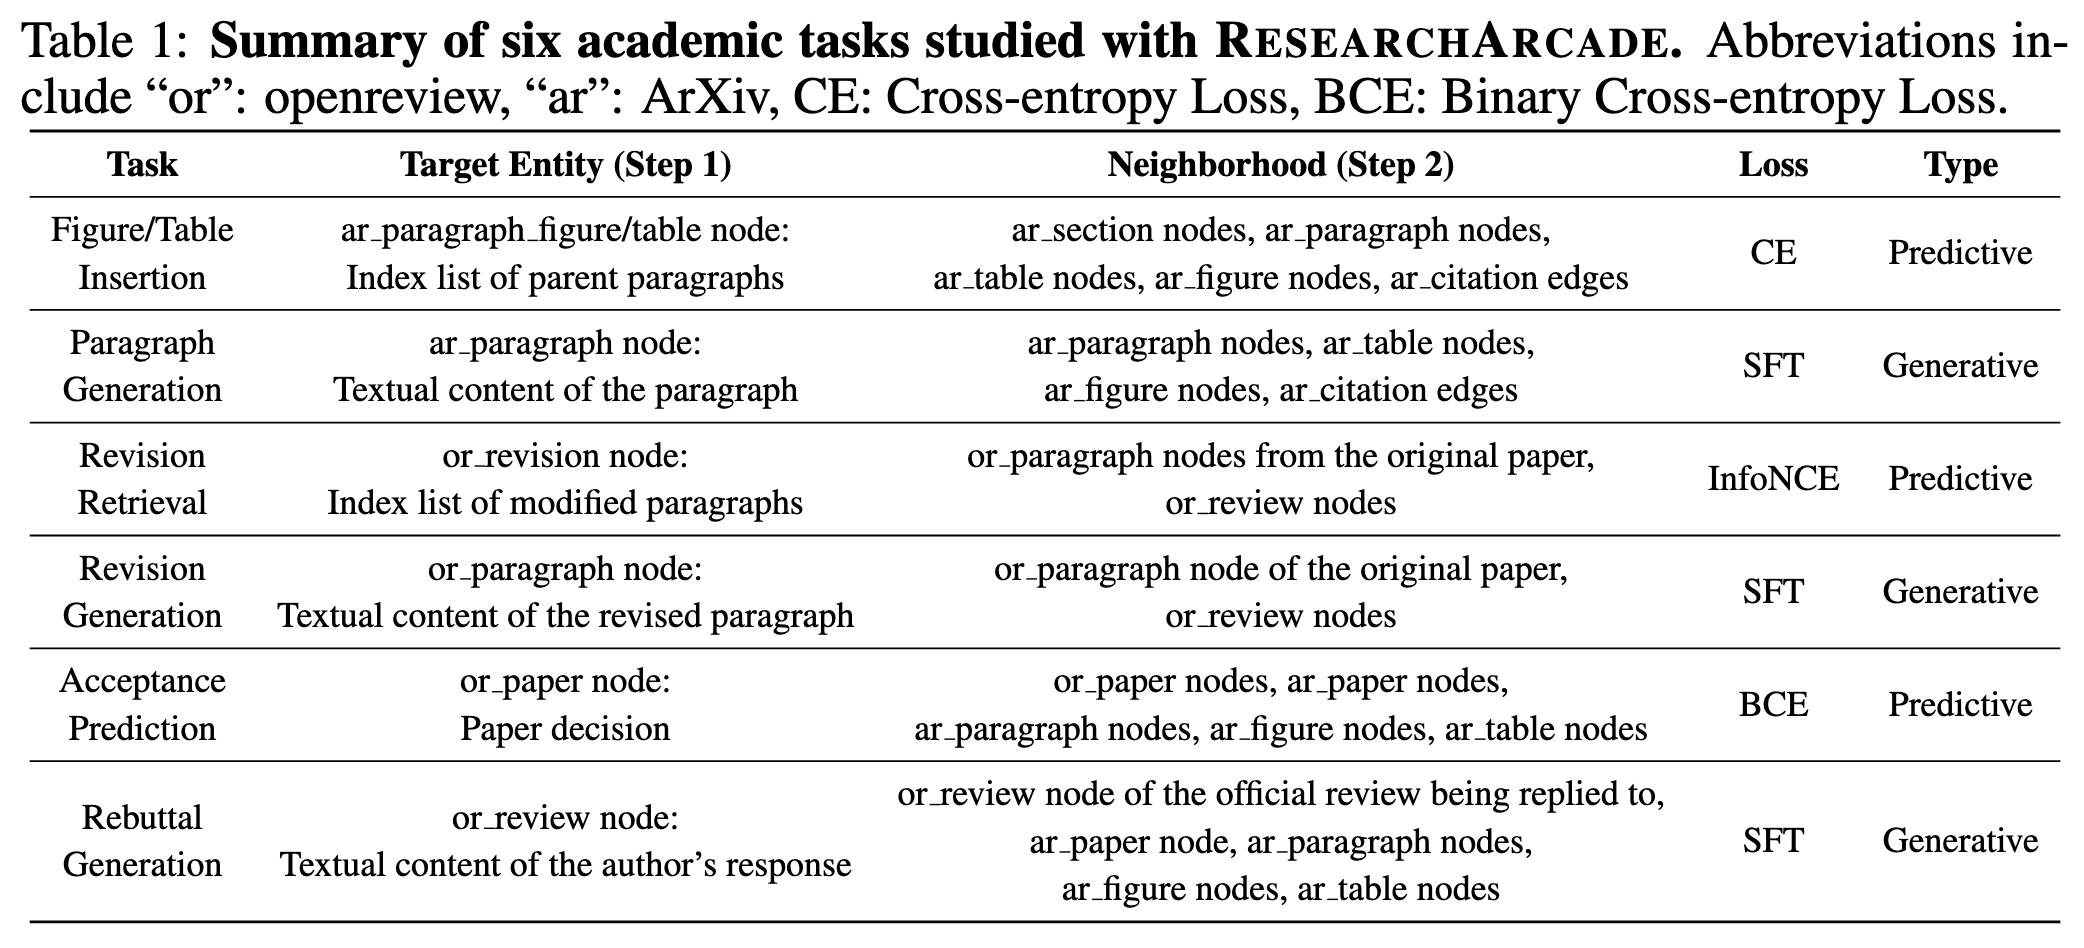 Table 1: Summary of six academic tasks studied with RESEARCHARCADE. Abbreviations in-
clude “or”: openreview, “ar”: ArXiv, CE: Cross-entropy Loss, BCE: Binary Cross-entropy Loss.
Task Target Entity (Step 1) Neighborhood (Step 2) Loss Type
Figure/Table ar_paragraph_figure/table node: ar_section nodes, ar_paragraph nodes,
Insertion Index list of parent paragraphs ar_table nodes, ar_figure nodes, ar_citation edges CE Predictive
Paragraph ar_paragraph node: ar_paragraph nodes, ar_table nodes,
Generation Textual content of the paragraph ar_figure nodes, ar_citation edges SFT Generative
Revision or_revision node: or_paragraph nodes from the original paper,
Retrieval Index list of modified paragraphs or_review nodes InfoNCE Predictive
Revision or_paragraph node: or_paragraph node of the original paper,
Generation Textual content of the revised paragraph or_review nodes SFT Generative
Acceptance or_paper node: or_paper nodes, ar_paper nodes,
Prediction Paper decision ar_paragraph nodes, ar_figure nodes, ar_table nodes BCE Predictive
or_review node of the official review being replied to,
Rebuttal or_review node: ar_paper node, ar_paragraph nodes, SFT Generative
Generation Textual content of the author’s response ar_figure nodes, ar_table nodes